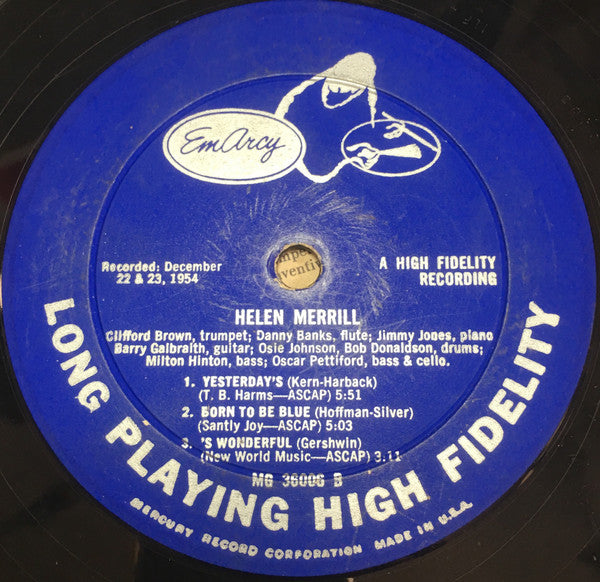 EmArcy
Recorded: December
22 & 23, 1954
A HIGH FIDELITY
RECORDING
HELEN MERRILL
Clifford Brown, trumpet; Danny Banks, flute; Jimmy Jones, piano
Barry Galbraith, guitar; Osie Johnson, Bob Donaldson, drums;
Milton Hinton, bass; Oscar Pettiford, bass & cello.
1. YESTERDAY'S (Kern-Harback)
(T. B. Harms—ASCAP) 5:51
2. BORN TO BE BLUE (Hoffman-Silver)
(Santly Joy—ASCAP) 5:03
3. 'S WONDERFUL (Gershwin)
(New World Music—ASCAP) 3:11
MG 36006 B
LONG PLAYING HIGH FIDELITY
MERCURY RECORD CORPORATION MADE IN U.S.A.